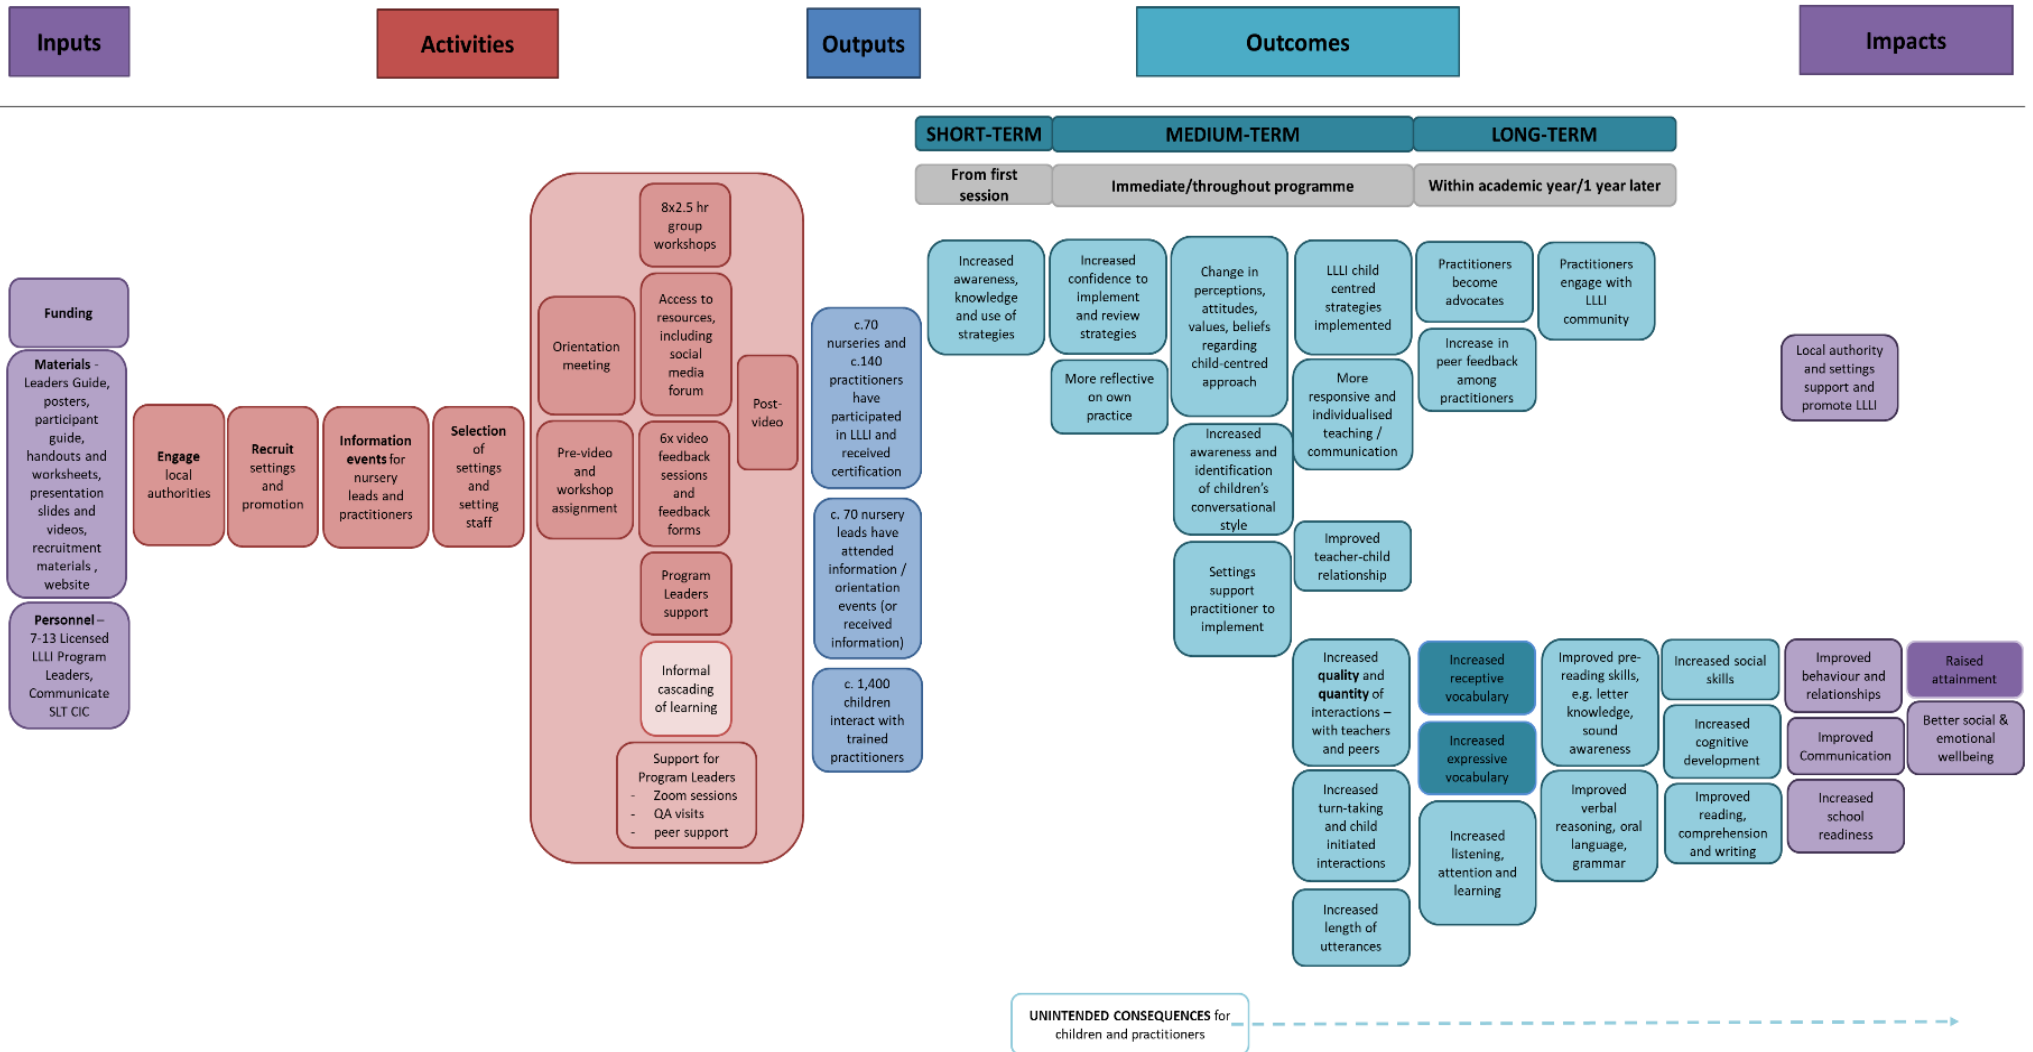 Inputs
Activities
Outputs
Outcomes
Impacts
SHORT-TERM
MEDIUM-TERM
LONG-TERM
From first
session
Immediate/throughout programme
Within academic year/1 year later
Funding
Materials -
Leaders Guide,
posters,
participant
guide,
handouts and
worksheets,
presentation
slides and
videos,
recruitment
materials ,
website
Personnel –
7-13 Licensed
LLLI Program
Leaders,
Communicate
SLT CIC
Engage
local
authorities
Recruit
settings
and
promotion
Information
events for
nursery
leads and
practitioners
Selection
of
settings
and
setting
staff
Orientation
meeting
Pre-video
and
workshop
assignment
8x2.5 hr
group
workshops
Access to
resources,
including
social
media
forum
6x video
feedback
sessions
and
feedback
forms
Program
Leaders
support
Informal
cascading
of learning
Support for
Program Leaders
- Zoom sessions
- QA visits
- peer support
Post-
video
c.70
nurseries and
c.140
practitioners
have
participated
in LLLI and
received
certification
c. 70 nursery
leads have
attended
information /
orientation
events (or
received
information)
c. 1,400
children
interact with
trained
practitioners
Increased
awareness,
knowledge
and use of
strategies
Increased
confidence to
implement
and review
strategies
More reflective
on own
practice
Change in
perceptions,
attitudes,
values, beliefs
regarding
child-centred
approach
Increased
awareness and
identification
of children's
conversational
style
Settings
support
practitioner to
implement
LLLI child
centred
strategies
implemented
More
responsive and
individualised
teaching /
communication
Improved
teacher-child
relationship
Increased
quality and
quantity of
interactions –
with teachers
and peers
Increased
turn-taking
and child
initiated
interactions
Increased
length of
utterances
Practitioners
become
advocates
Increase in
peer feedback
among
practitioners
Practitioners
engage with
LLLI
community
Increased
receptive
vocabulary
Increased
expressive
vocabulary
Increased
listening,
attention and
learning
Improved pre-
reading skills,
e.g. letter
knowledge,
sound
awareness
Improved
verbal
reasoning, oral
language,
grammar
Increased social
skills
Increased
cognitive
development
Improved
reading,
comprehension
and writing
Local authority
and settings
support and
promote LLLI
Improved
behaviour and
relationships
Improved
Communication
Increased
school
readiness
Raised
attainment
Better social &
emotional
wellbeing
UNINTENDED CONSEQUENCES for
children and practitioners